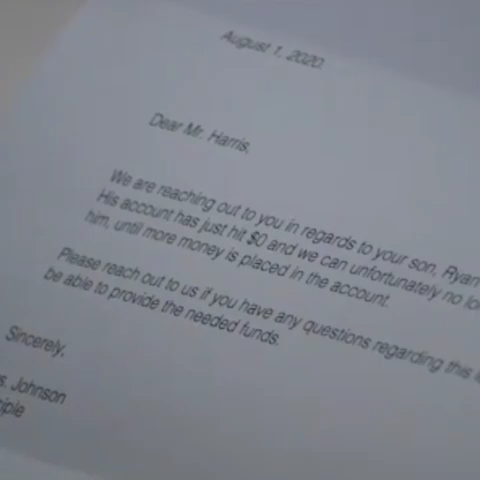 August 1, 2020.
Dear Mr. Harris,
We are reaching out to you in regards to your son, Ryan
His account has just hit $0 and we can unfortunately no lo
him, until more money is placed in the account.
Please reach out to us if you have any questions regarding this
be able to provide the needed funds.
Sincerely,
s. Johnson
ciple